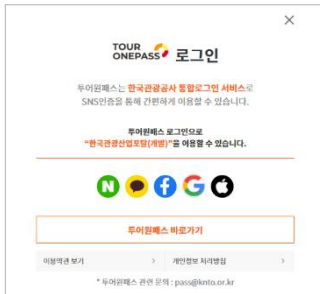 TOUR
ONEPASS 로그인
투어원패스는 한국관광공사 통합로그인 서비스로
SNS인증을 통해 간편하게 이용할 수 있습니다.
투어원패스 로그인으로
"한국관광산업포탈(개발)"을 이용할 수 있습니다.
N f G
투어원패스 바로가기
이용약관 보기 > 개인정보 처리방침 >
* 투어원패스 관련 문의 : pass@knto.or.kr